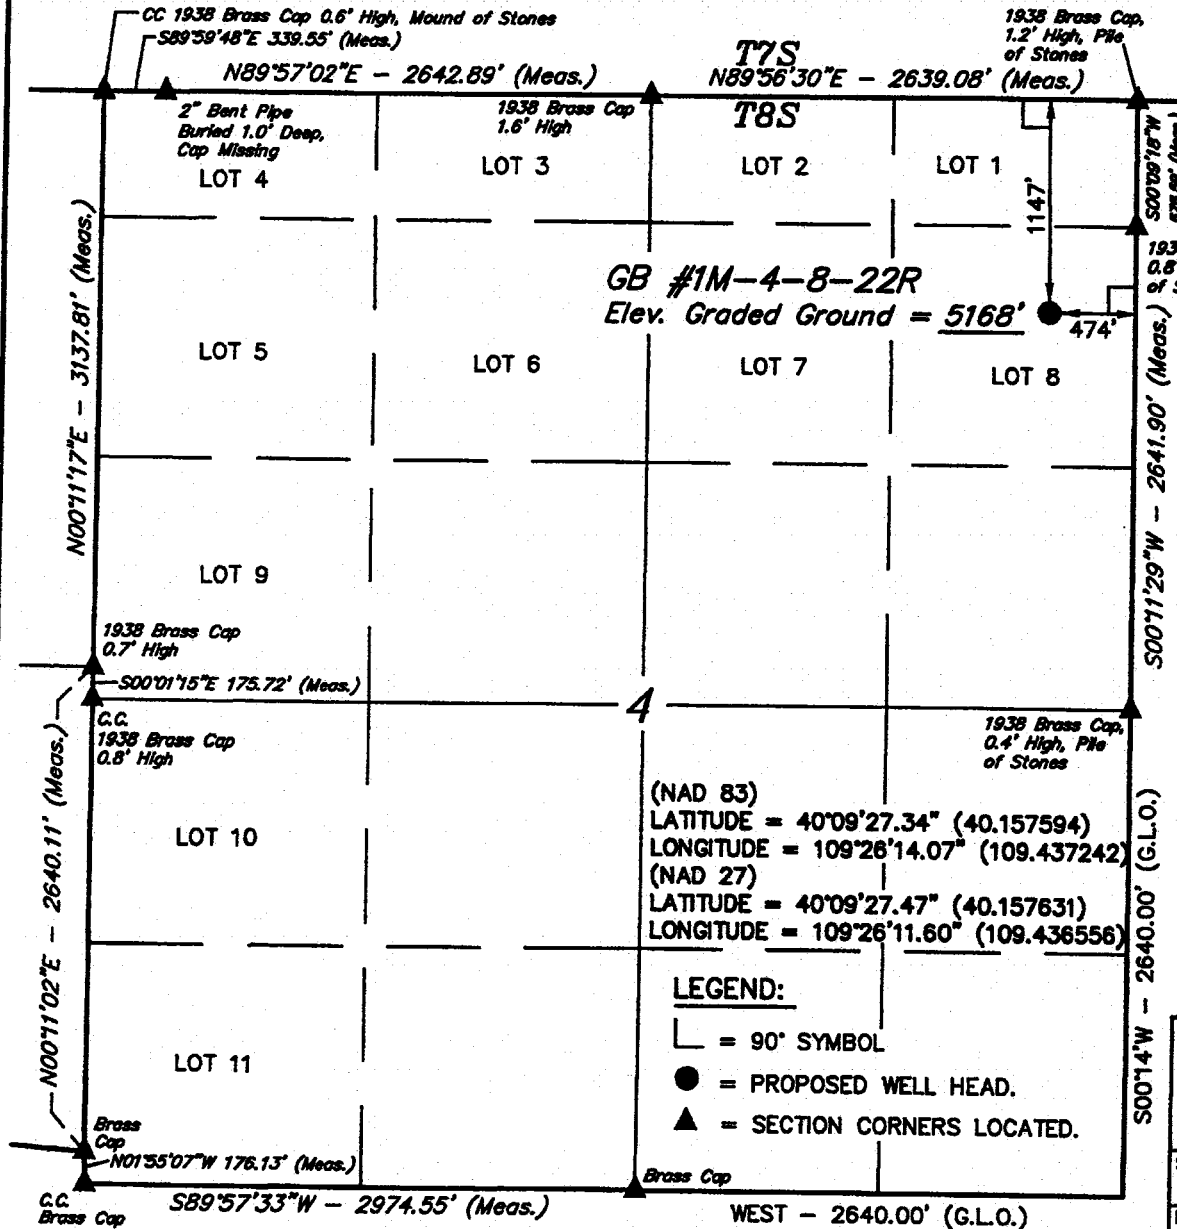 CC 1938 Brass Cap 0.6' High, Mound of Stones
S89°59'48"E 339.55' (Meas.)
N89°57'02"E - 2642.89' (Meas.)
T7S
N89°56'30"E - 2639.08' (Meas.)
1938 Brass Cap,
1.2' High, Pile
of Stones
2" Bent Pipe
Buried 1.0' Deep,
Cap Missing
1938 Brass Cap
1.6' High
T8S
LOT 4
LOT 3
LOT 2
LOT 1
S00°09'18"W
(Meas.)
1147'
0.8'
of
GB #1M-4-8-22R
Elev. Graded Ground = 5168'
474'
N00°11'17"E - 3137.81' (Meas.)
LOT 5
LOT 6
LOT 7
LOT 8
S00°11'29"W - 2641.90' (Meas.)
LOT 9
1938 Brass Cap
0.7' High
S00°01'15"E 175.72' (Meas.)
4
C.C.
1938 Brass Cap
0.8' High
1938 Brass Cap,
0.4' High, Pile
of Stones
N00°11'02"E - 2640.11' (Meas.)
LOT 10
(NAD 83)
LATITUDE = 40°09'27.34" (40.157594)
LONGITUDE = 109°26'14.07" (109.437242)
(NAD 27)
LATITUDE = 40°09'27.47" (40.157631)
LONGITUDE = 109°26'11.60" (109.436556)
S00°14'W - 2640.00' (G.L.O.)
LEGEND:
= 90° SYMBOL
= PROPOSED WELL HEAD.
= SECTION CORNERS LOCATED.
LOT 11
Brass
Cap
N01°55'07"W 176.13' (Meas.)
C.C.
Brass Cap
S89°57'33"W - 2974.55' (Meas.)
Brass Cap
WEST - 2640.00' (G.L.O.)